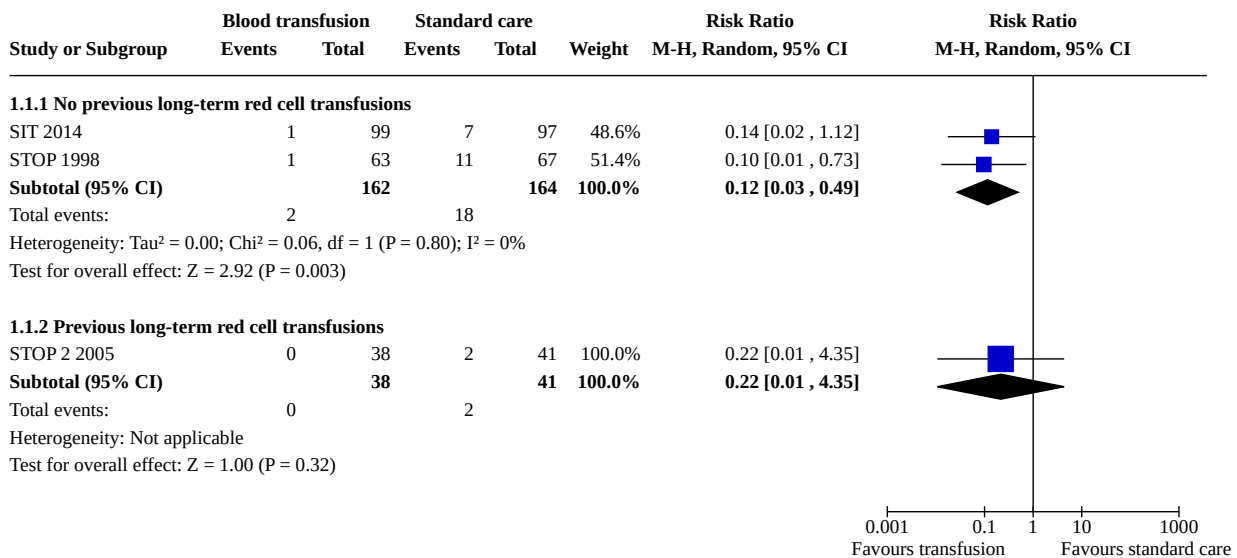 Blood transfusion Standard care Risk Ratio Risk Ratio
Study or Subgroup Events Total Events Total Weight M-H, Random, 95% CI M-H, Random, 95% CI
1.1.1 No previous long-term red cell transfusions
SIT 2014 1 99 7 97 48.6% 0.14 [0.02 , 1.12]
STOP 1998 1 63 11 67 51.4% 0.10 [0.01 , 0.73]
Subtotal (95% CI) 162 164 100.0% 0.12 [0.03 , 0.49]
Total events: 2 18
Heterogeneity: Tau² = 0.00; Chi² = 0.06, df = 1 (P = 0.80); I² = 0%
Test for overall effect: Z = 2.92 (P = 0.003)
1.1.2 Previous long-term red cell transfusions
STOP 2 2005 0 38 2 41 100.0% 0.22 [0.01 , 4.35]
Subtotal (95% CI) 38 41 100.0% 0.22 [0.01 , 4.35]
Total events: 0 2
Heterogeneity: Not applicable
Test for overall effect: Z = 1.00 (P = 0.32)
0.001 0.1 1 10 1000
Favours transfusion Favours standard care